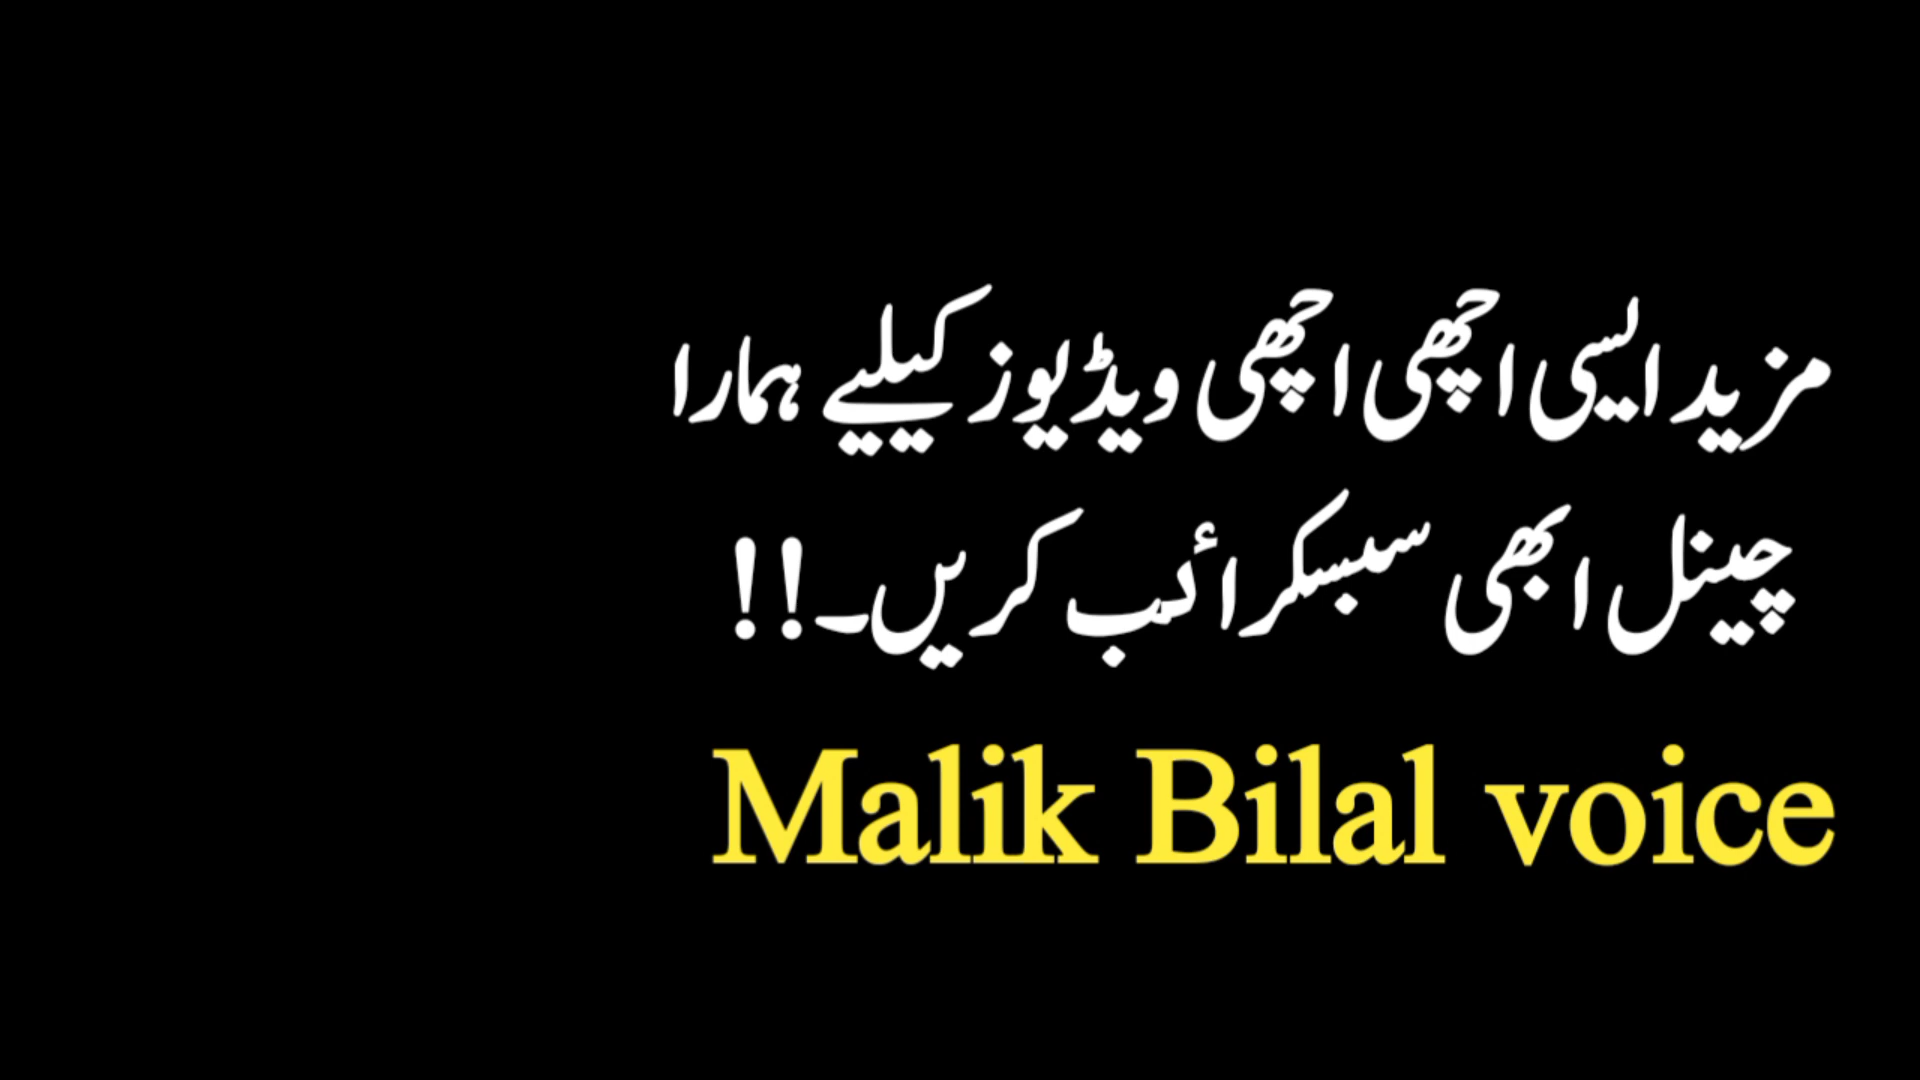 مزید ایسی اچھی اچھی ویڈیوز کیلیے ہمارا
چینل ابھی سبسکرائب کریں۔!!
Malik Bilal voice